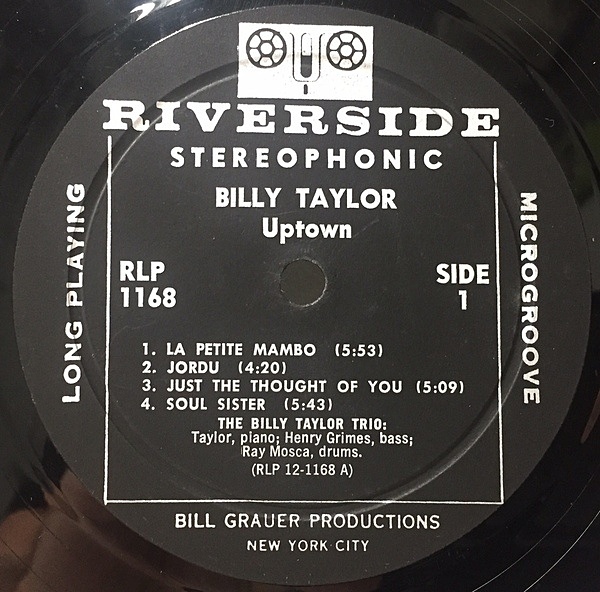 RIVERSIDE
STEREOPHONIC
BILLY TAYLOR
Uptown
LONG PLAYING
MICROGROOVE
RLP
1168
SIDE
1
1. LA PETITE MAMBO (5:53)
2. JORDU (4:20)
3. JUST THE THOUGHT OF YOU (5:09)
4. SOUL SISTER (5:43)
THE BILLY TAYLOR TRIO:
Taylor, piano; Henry Grimes, bass;
Ray Mosca, drums.
(RLP 12-1168 A)
BILL GRAUER PRODUCTIONS
NEW YORK CITY